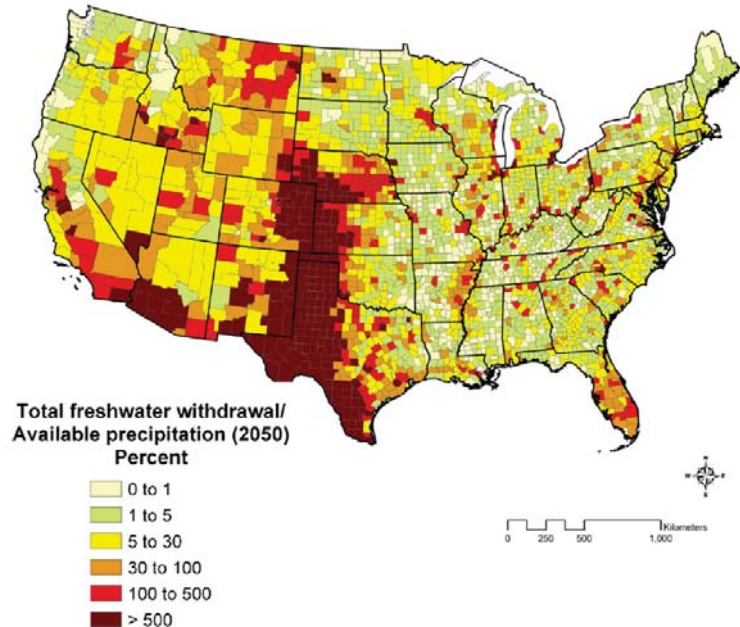 Total freshwater withdrawal/
Available precipitation (2050)
Percent
0 to 1
1 to 5
5 to 30
30 to 100
100 to 500
> 500
N
W E
S
Kilometers
0 250 500 1,000